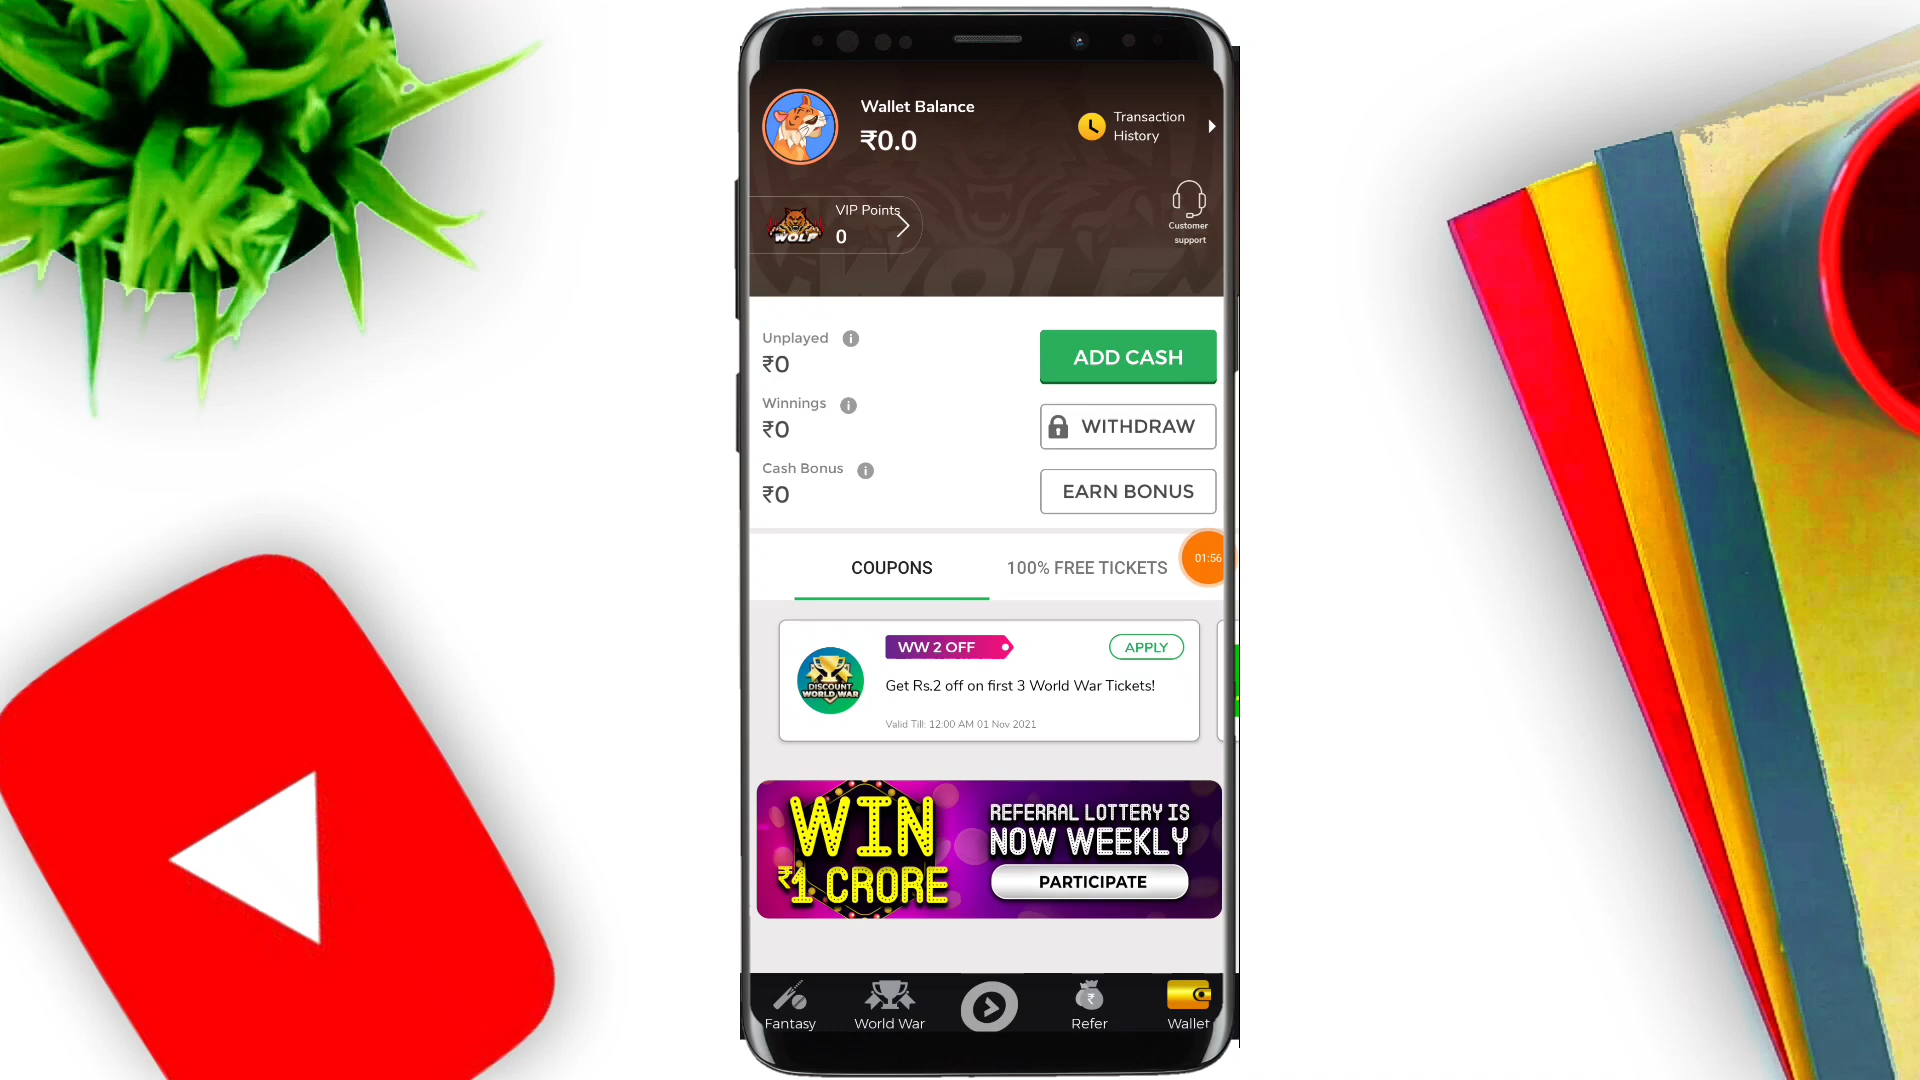 Wallet Balance
₹0.0
Transaction
History
VIP Points
0
WOLF
Customer
support
WOLF
Unplayed
₹0
ADD CASH
Winnings
₹0
WITHDRAW
Cash Bonus
₹0
EARN BONUS
COUPONS
100% FREE TICKETS
01:56
WW 2 OFF
APPLY
DISCOUNT
WORLD WAR
Get Rs.2 off on first 3 World War Tickets!
Valid Till: 12:00 AM 01 Nov 2021
WIN
₹1 CRORE
REFERRAL LOTTERY IS
NOW WEEKLY
PARTICIPATE
Fantasy
World War
Refer
Wallet